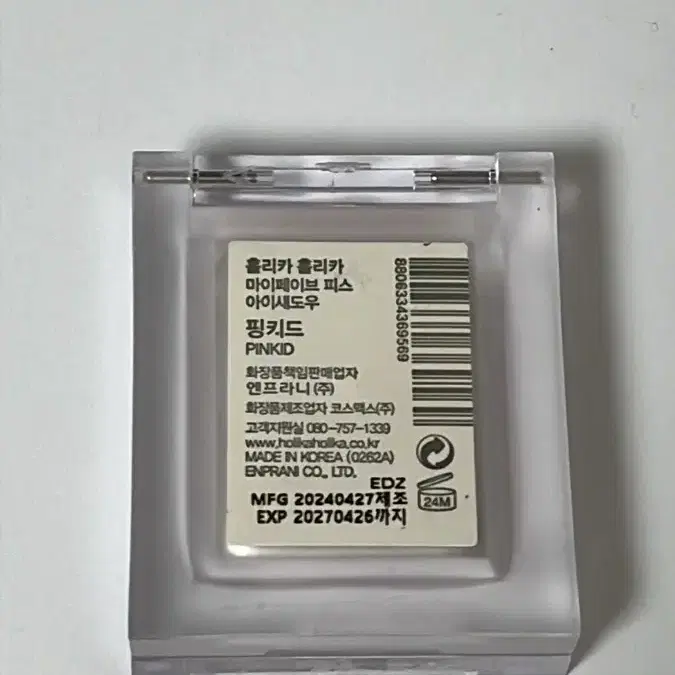 홀리카 홀리카
마이페이브 피스
아이섀도우
핑키드
PINKID
화장품책임판매업자
엔프라니 (주)
화장품제조업자 코스맥스(주)
고객지원실 080-757-1339
www.holikaholika.co.kr
MADE IN KOREA (0262A)
ENPRANI CO., LTD.
EDZ
MFG 20240427제조
EXP 20270426까지
8806334369569
24M